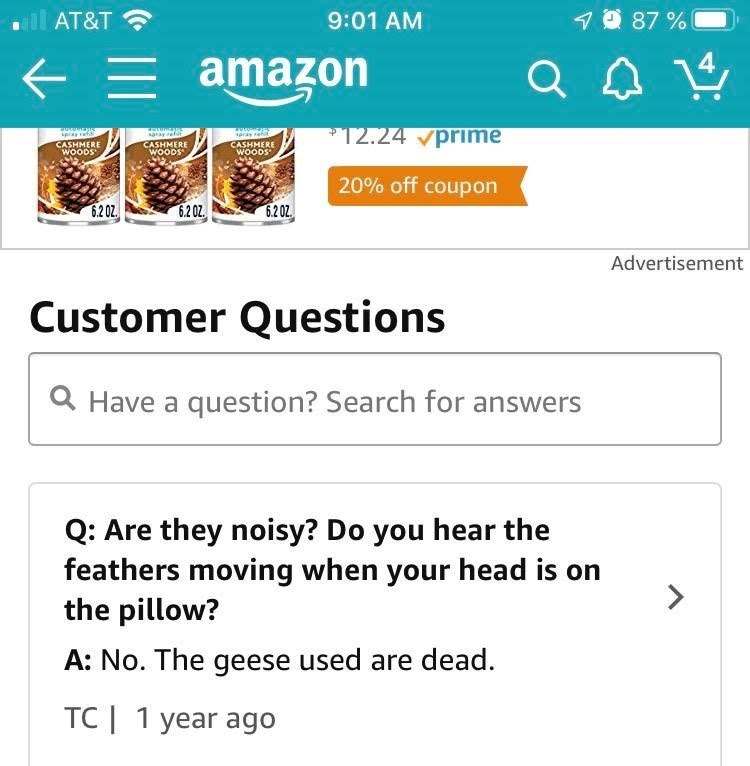 AT&T 9:01 AM 87 %
amazon 4
automatic automatic automatic
spray refill spray refill spray refill
CASHMERE CASHMERE CASHMERE
WOODS® WOODS® WOODS®
6.2 OZ. 6.2 OZ. 6.2 OZ.
$12.24 prime
20% off coupon
Advertisement
Customer Questions
Have a question? Search for answers
Q: Are they noisy? Do you hear the
feathers moving when your head is on
the pillow?
A: No. The geese used are dead.
TC | 1 year ago